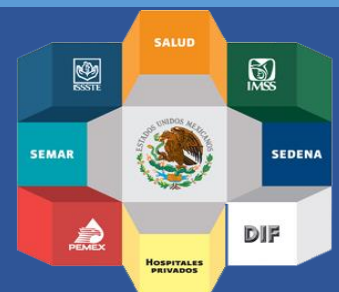 SALUD
ISSSTE
IMSS
ESTADOS UNIDOS MEXICANOS
SEMAR
SEDENA
PEMEX
DIF
HOSPITALES
PRIVADOS